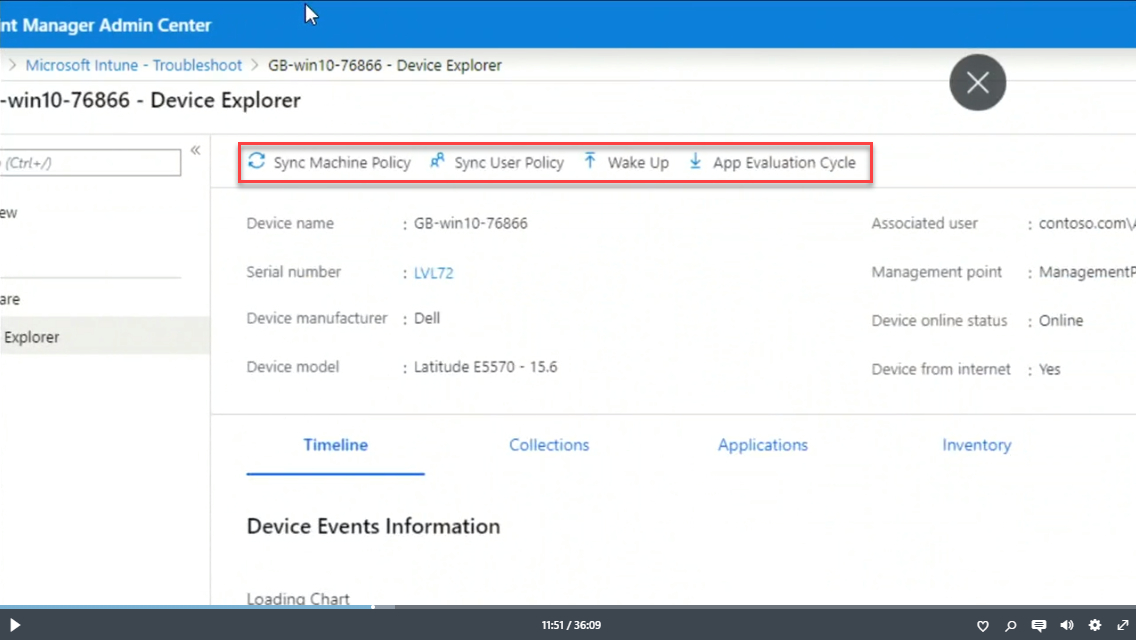 nt Manager Admin Center
> Microsoft Intune - Troubleshoot > GB-win10-76866 - Device Explorer
-win10-76866 - Device Explorer
(Ctrl+/)
«
Sync Machine Policy Sync User Policy Wake Up App Evaluation Cycle
ew
Device name : GB-win10-76866 Associated user : contoso.com\A
Serial number : LVL72 Management point : ManagementP
are
Device manufacturer : Dell Device online status : Online
Explorer
Device model : Latitude E5570 - 15.6 Device from internet : Yes
Timeline Collections Applications Inventory
Device Events Information
Loading Chart
11:51 / 36:09